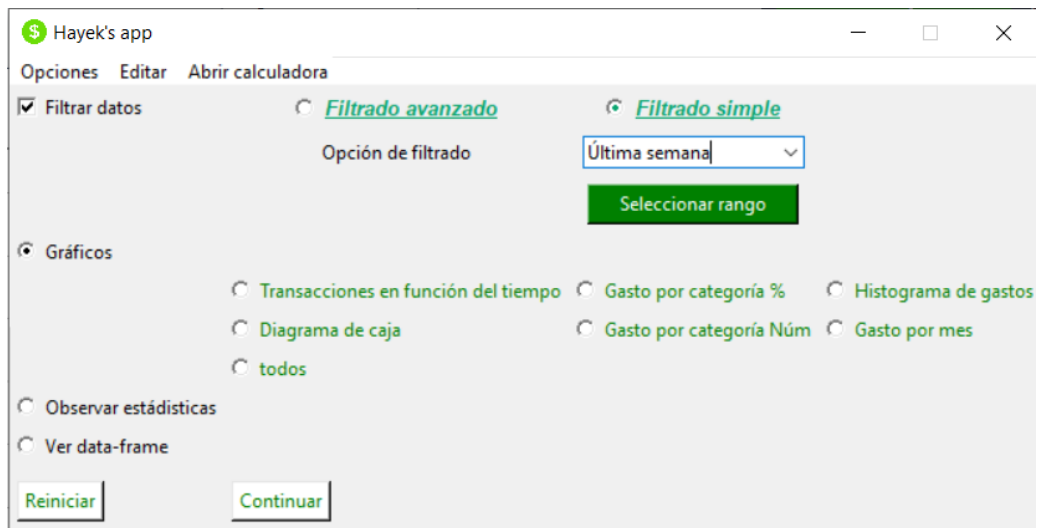 Hayek's app
Opciones Editar Abrir calculadora
Filtrar datos Filtrado avanzado Filtrado simple
Opción de filtrado Última semana
Seleccionar rango
Gráficos
Transacciones en función del tiempo Gasto por categoría % Histograma de gastos
Diagrama de caja Gasto por categoría Núm Gasto por mes
todos
Observar estádisticas
Ver data-frame
Reiniciar Continuar